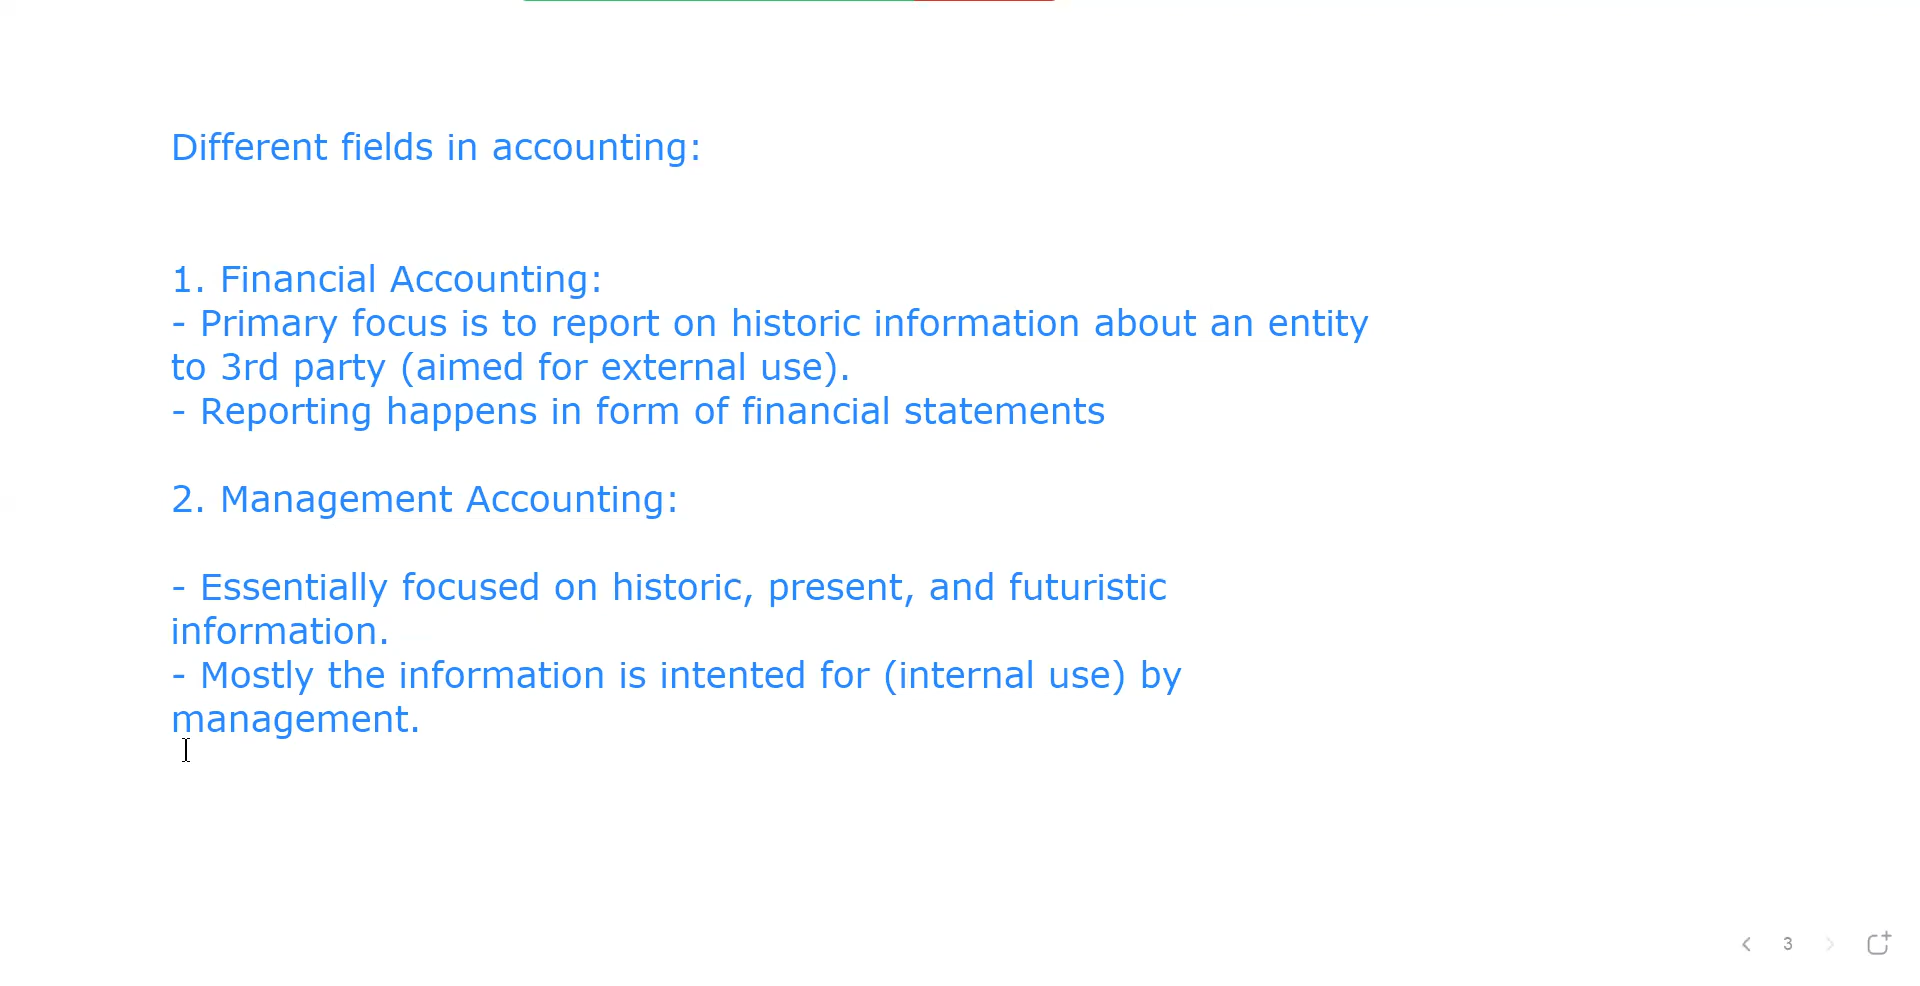 Different fields in accounting:
1. Financial Accounting:
- Primary focus is to report on historic information about an entity
to 3rd party (aimed for external use).
- Reporting happens in form of financial statements
2. Management Accounting:
- Essentially focused on historic, present, and futuristic
information.
- Mostly the information is intented for (internal use) by
management.
3